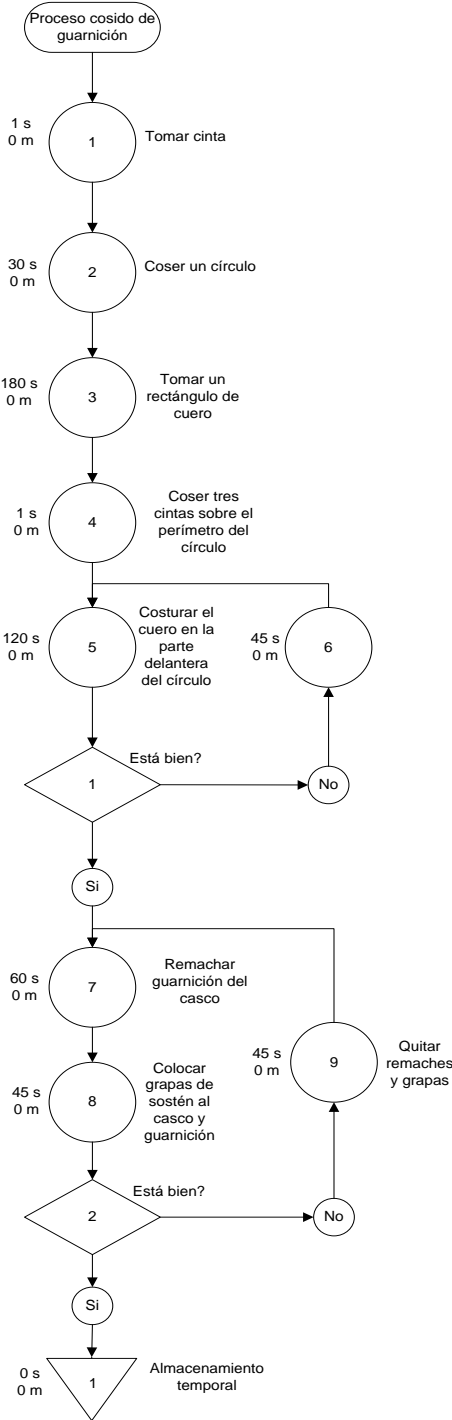 Proceso cosido de
guarnición
1 s
0 m
1
Tomar cinta
30 s
0 m
2
Coser un círculo
180 s
0 m
3
Tomar un
rectángulo de
cuero
1 s
0 m
4
Coser tres
cintas sobre el
perímetro del
círculo
120 s
0 m
5
Costurar el
cuero en la
parte
delantera
del círculo
45 s
0 m
6
Está bien?
1
No
Si
60 s
0 m
7
Remachar
guarnición del
casco
45 s
0 m
8
Colocar
grapas de
sostén al
casco y
guarnición
45 s
0 m
9
Quitar
remaches
y grapas
Está bien?
2
No
Si
0 s
0 m
1
Almacenamiento
temporal